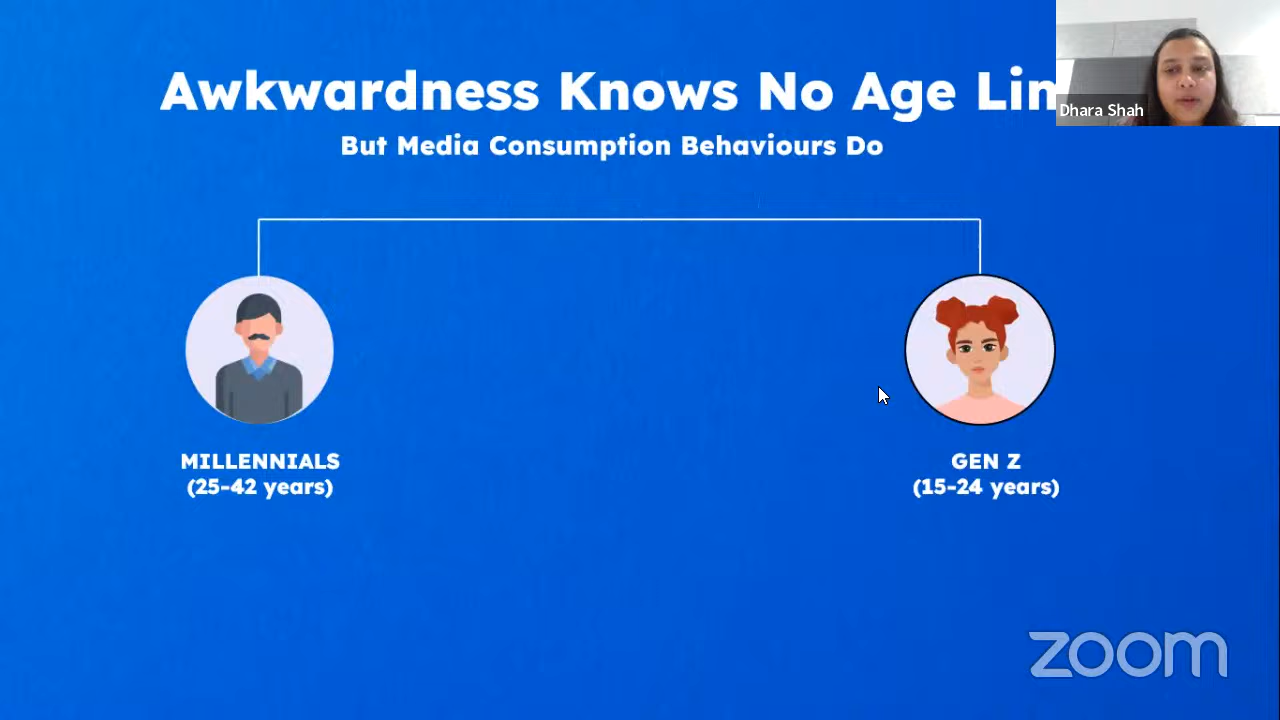 Awkwardness Knows No Age Lin
But Media Consumption Behaviours Do
Dhara Shah
MILLENNIALS
(25-42 years)
GEN Z
(15-24 years)
zoom